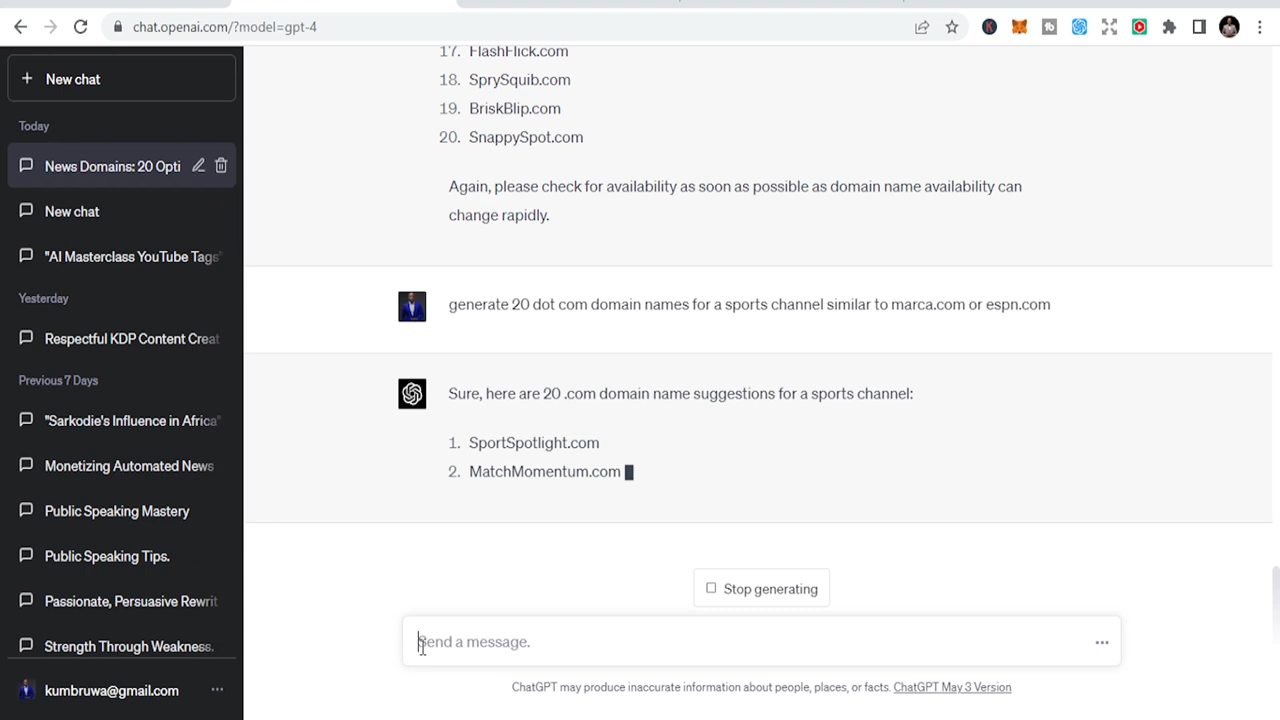 chat.openai.com/?model=gpt-4
New chat
Today
News Domains: 20 Opti
New chat
"AI Masterclass YouTube Tags"
Yesterday
Respectful KDP Content Creat
Previous 7 Days
"Sarkodie's Influence in Africa"
Monetizing Automated News
Public Speaking Mastery
Public Speaking Tips.
Passionate, Persuasive Rewrit
Strength Through Weakness.
kumbruwa@gmail.com
17. FlashFlick.com
18. SprySquib.com
19. BriskBlip.com
20. SnappySpot.com
Again, please check for availability as soon as possible as domain name availability can
change rapidly.
generate 20 dot com domain names for a sports channel similar to marca.com or espn.com
Sure, here are 20 .com domain name suggestions for a sports channel:
1. SportSpotlight.com
2. MatchMomentum.com
Stop generating
Send a message.
ChatGPT may produce inaccurate information about people, places, or facts. ChatGPT May 3 Version